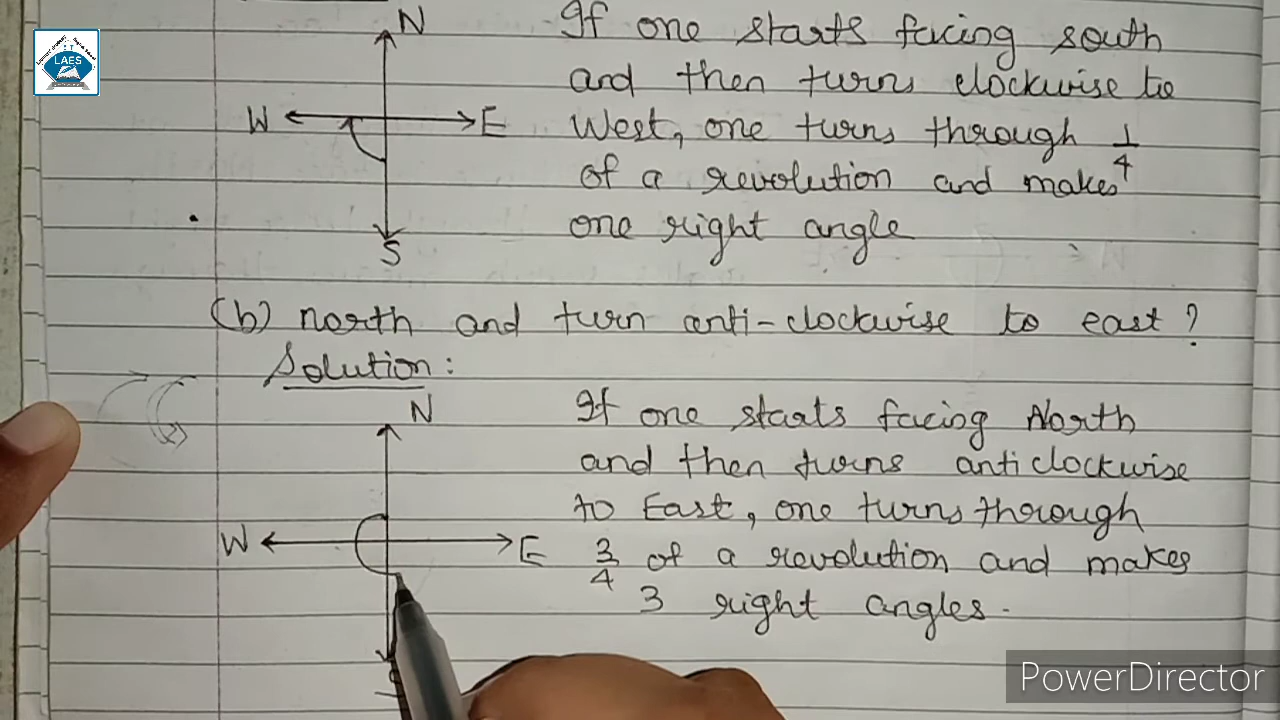 LAES
N
W
E
S
If one starts facing south
and then turns clockwise to
West, one turns through 1/4
of a revolution and makes
one right angle
(b) north and turn anti-clockwise to east?
Solution:
N
W
E
If one starts facing North
and then turns anticlockwise
to East, one turns through
3/4 of a revolution and makes
3 right angles.
PowerDirector